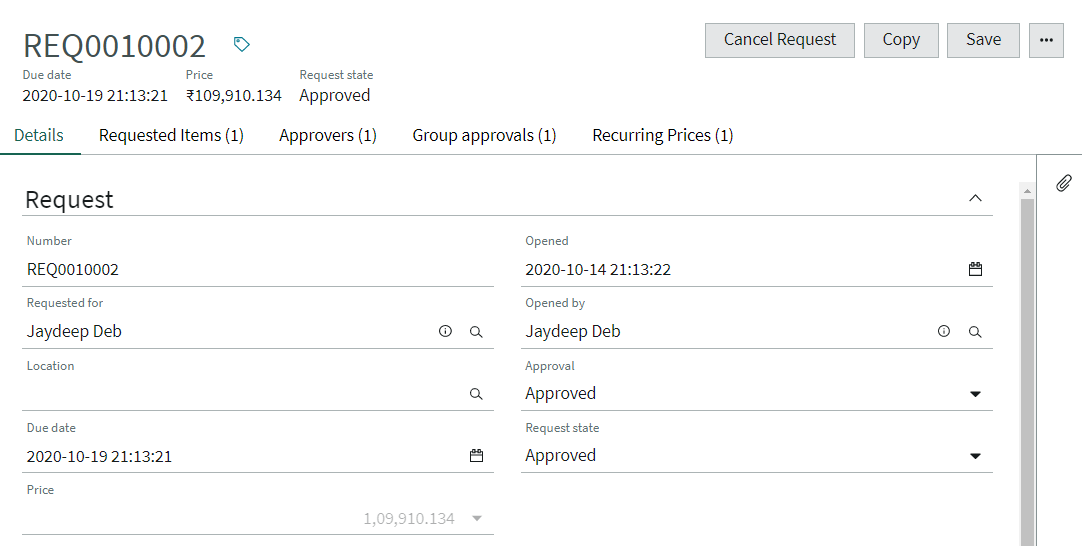 REQ0010002
Cancel Request Copy Save ...
Due date Price Request state
2020-10-19 21:13:21 ₹109,910.134 Approved
Details Requested Items (1) Approvers (1) Group approvals (1) Recurring Prices (1)
Request
Number Opened
REQ0010002 2020-10-14 21:13:22
Requested for Opened by
Jaydeep Deb Jaydeep Deb
Location Approval
Approved
Due date Request state
2020-10-19 21:13:21 Approved
Price
1,09,910.134